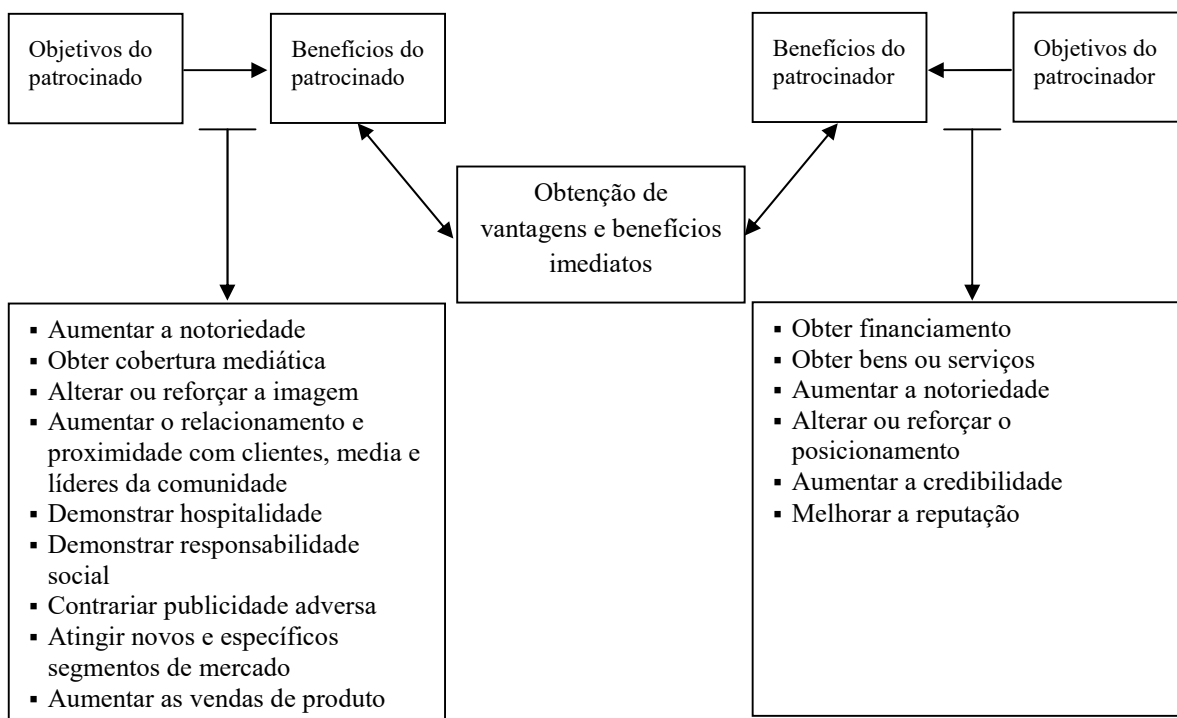 Objetivos do
patrocinado
Benefícios do
patrocinado
Benefícios do
patrocinador
Objetivos do
patrocinador
Obtenção de
vantagens e benefícios
imediatos
▪ Aumentar a notoriedade
▪ Obter cobertura mediática
▪ Alterar ou reforçar a imagem
▪ Aumentar o relacionamento e
proximidade com clientes, media e
líderes da comunidade
▪ Demonstrar hospitalidade
▪ Demonstrar responsabilidade
social
▪ Contrariar publicidade adversa
▪ Atingir novos e específicos
segmentos de mercado
▪ Aumentar as vendas de produto
▪ Obter financiamento
▪ Obter bens ou serviços
▪ Aumentar a notoriedade
▪ Alterar ou reforçar o
posicionamento
▪ Aumentar a credibilidade
▪ Melhorar a reputação